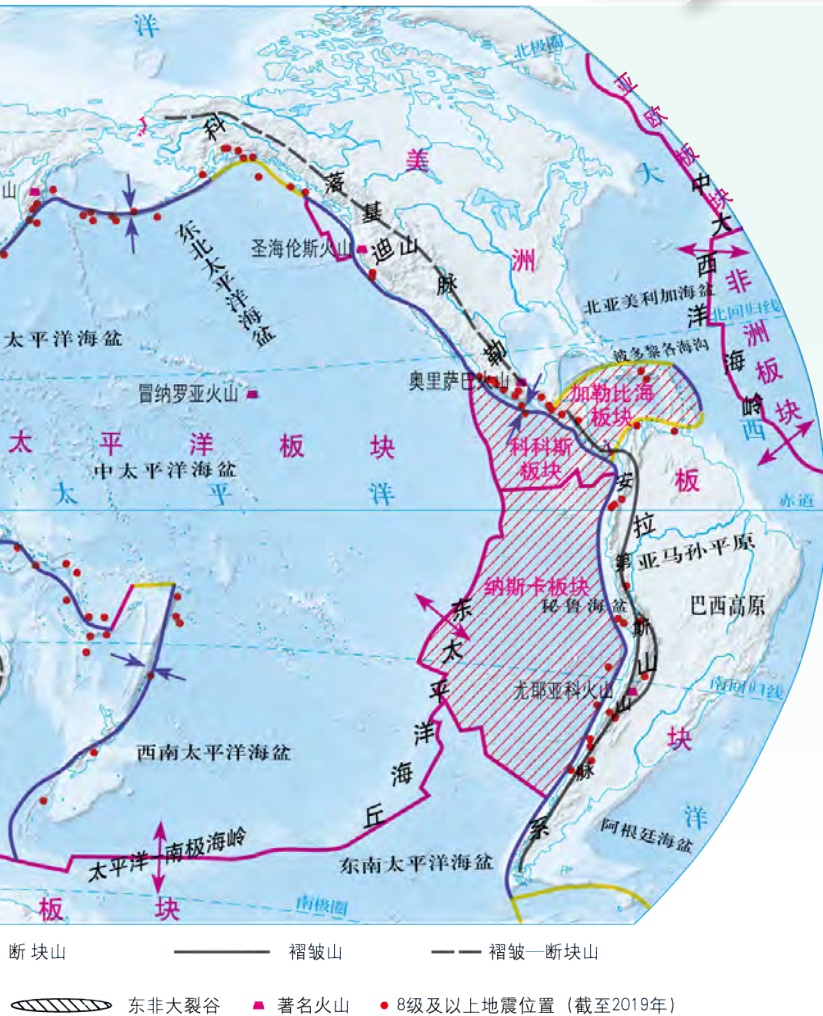 洋
北极圈
亚欧板块
科迪勒拉山系
美洲板块
落基山脉
大西洋
中大西洋海岭
山
圣海伦斯火山
东北太平洋海盆
非洲板块
北亚美利加海盆
北回归线
太平洋海盆
波多黎各海沟
冒纳罗亚火山
奥里萨巴火山
加勒比海
板块
太平洋板块
科科斯
板块
中太平洋海盆
太平洋
赤道
安第斯山脉
亚马孙平原
纳斯卡板块
秘鲁海盆
巴西高原
东太平洋海丘
尤耶亚科火山
南回归线
西南太平洋海盆
阿根廷海盆
太平洋-南极海岭
东南太平洋海盆
南极圈
板块
断块山
褶皱山
褶皱—断块山
东非大裂谷
著名火山
8级及以上地震位置（截至2019年）